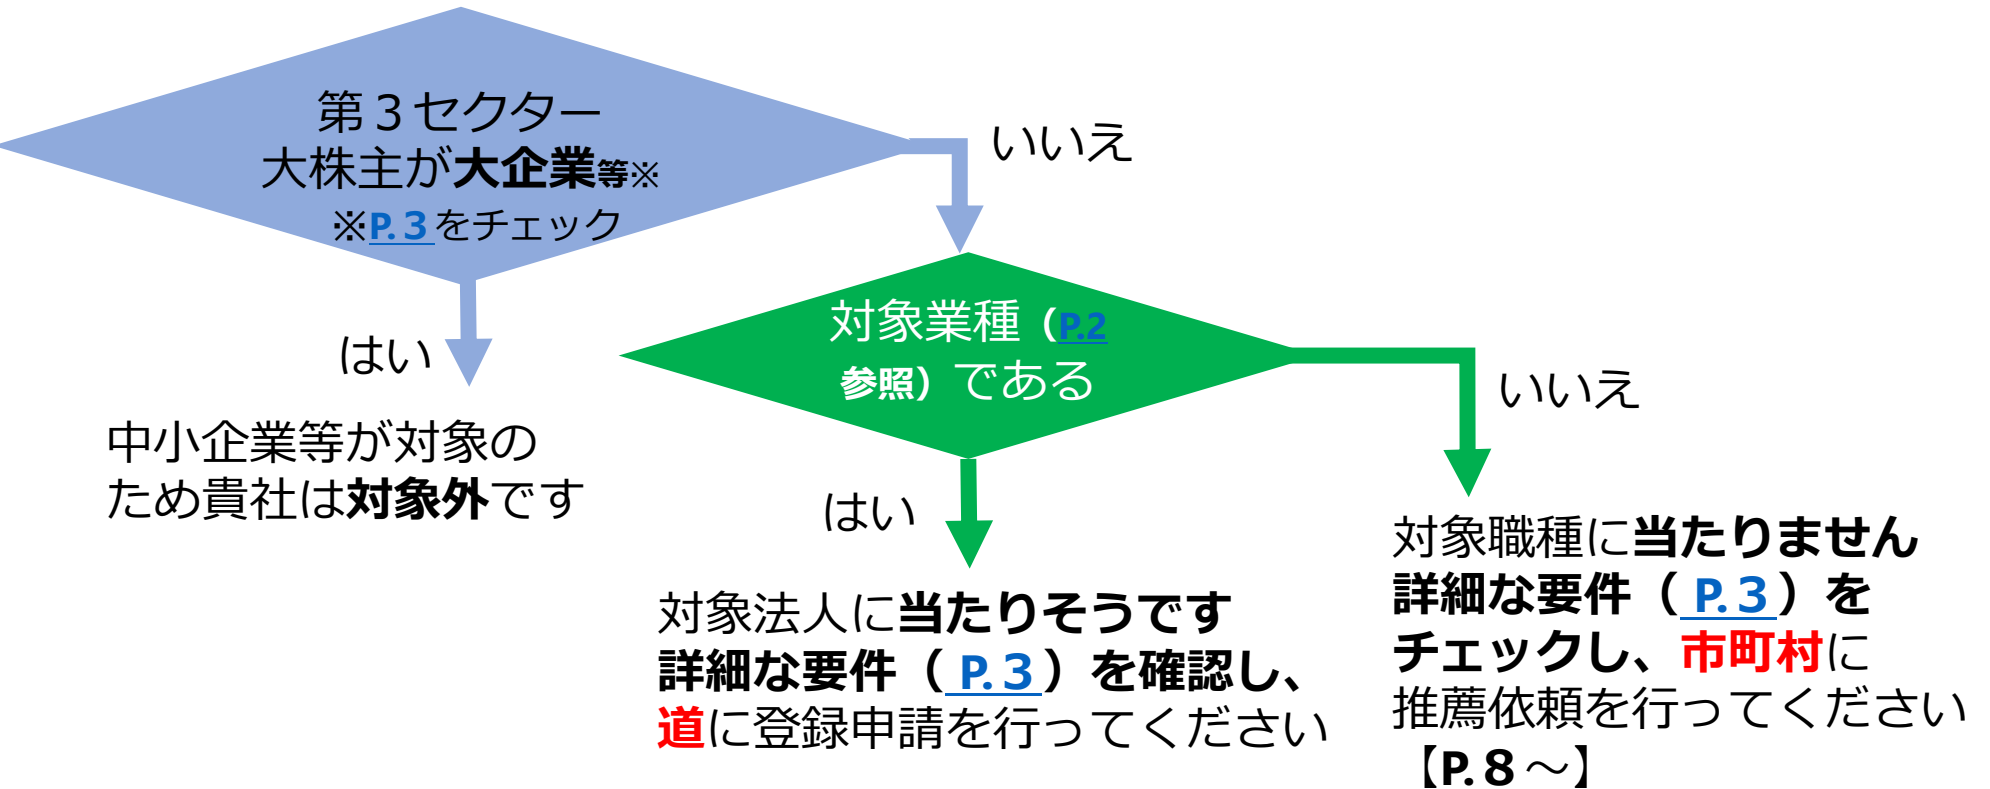 第３セクター
大株主が大企業等※
※P.３をチェック
いいえ
はい
中小企業等が対象の
ため貴社は対象外です
対象業種（P.2
参照）である
いいえ
はい
対象法人に当たりそうです
詳細な要件（ P.３）を確認し、
道に登録申請を行ってください
対象職種に当たりません
詳細な要件（ P.３）を
チェックし、市町村に
推薦依頼を行ってください
【P.８～】